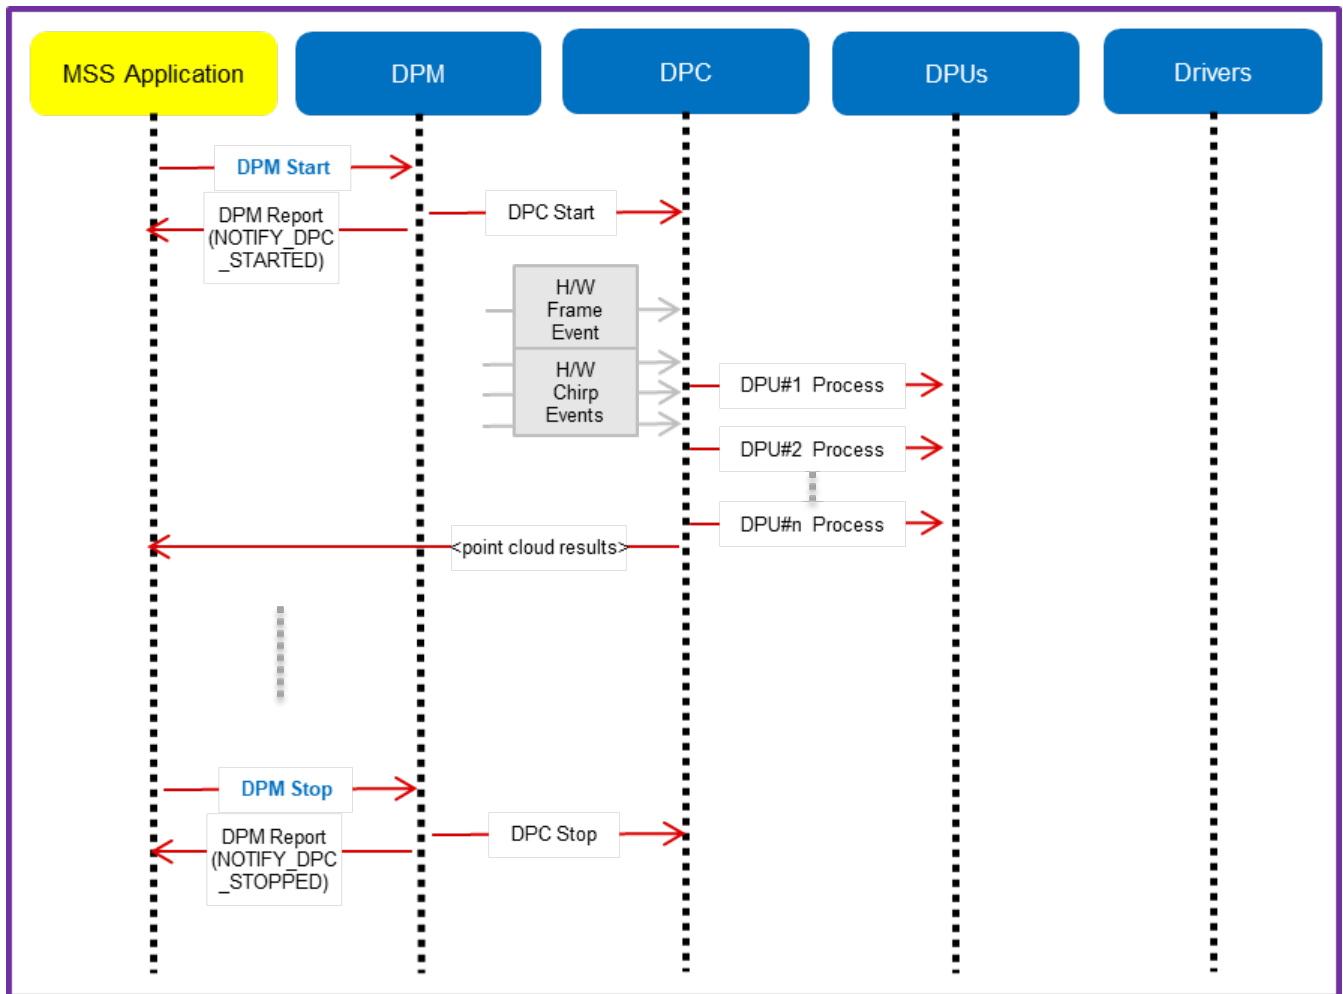 MSS Application
DPM
DPC
DPUs
Drivers
DPM Start
DPM Report
(NOTIFY_DPC
_STARTED)
DPC Start
H/W
Frame
Event
H/W
Chirp
Events
DPU#1 Process
DPU#2 Process
DPU#n Process
<point cloud results>
DPM Stop
DPM Report
(NOTIFY_DPC
_STOPPED)
DPC Stop